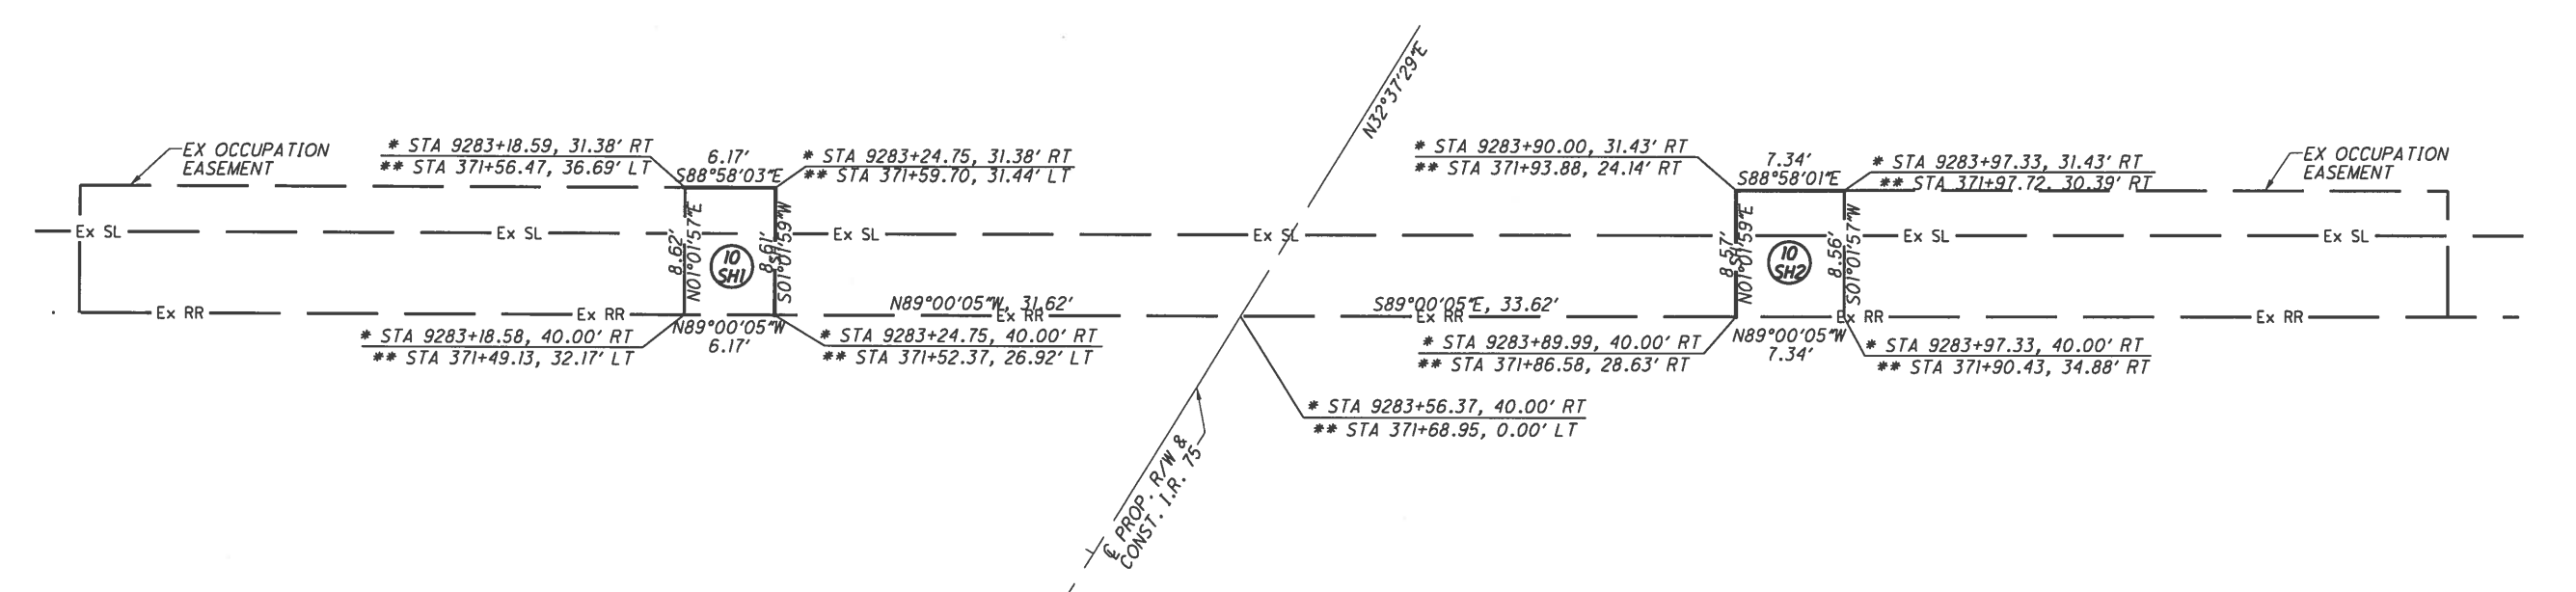 N32°37'29"E
EX OCCUPATION
EASEMENT
* STA 9283+18.59, 31.38' RT
** STA 371+56.47, 36.69' LT
6.17'
S88°58'03"E
* STA 9283+24.75, 31.38' RT
** STA 371+59.70, 31.44' LT
* STA 9283+90.00, 31.43' RT
** STA 371+93.88, 24.14' RT
7.34'
S88°58'01"E
* STA 9283+97.33, 31.43' RT
** STA 371+97.72, 30.39' RT
EX OCCUPATION
EASEMENT
Ex SL
Ex SL
Ex SL
Ex SL
Ex SL
Ex SL
8.62'
N01°01'57"E
10
SH1
8.61'
S01°01'59"W
8.57'
N01°01'59"E
10
SH2
8.56'
S01°01'57"W
Ex RR
Ex RR
N89°00'05"W, 31.62'
Ex RR
S89°00'05"E, 33.62'
Ex RR
Ex RR
Ex RR
* STA 9283+18.58, 40.00' RT
** STA 371+49.13, 32.17' LT
N89°00'05"W
6.17'
* STA 9283+24.75, 40.00' RT
** STA 371+52.37, 26.92' LT
* STA 9283+89.99, 40.00' RT
** STA 371+86.58, 28.63' RT
N89°00'05"W
7.34'
* STA 9283+97.33, 40.00' RT
** STA 371+90.43, 34.88' RT
* STA 9283+56.37, 40.00' RT
** STA 371+68.95, 0.00' LT
℄ PROP. R/W &
CONST. I.R. 75